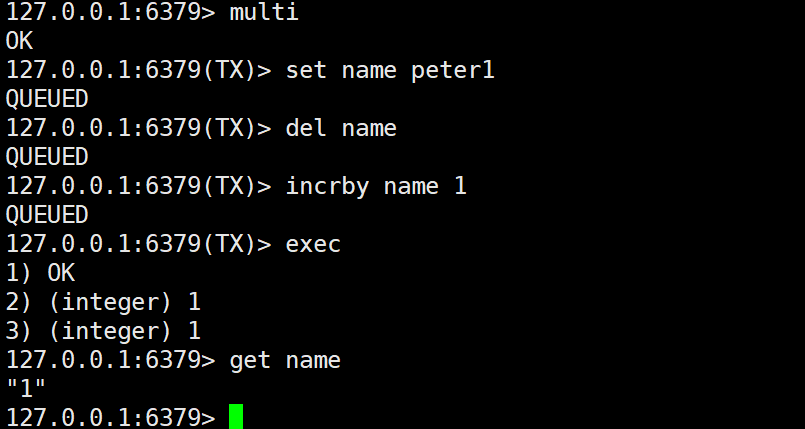 127.0.0.1:6379> multi
OK
127.0.0.1:6379(TX)> set name peter1
QUEUED
127.0.0.1:6379(TX)> del name
QUEUED
127.0.0.1:6379(TX)> incrby name 1
QUEUED
127.0.0.1:6379(TX)> exec
1) OK
2) (integer) 1
3) (integer) 1
127.0.0.1:6379> get name
"1"
127.0.0.1:6379>